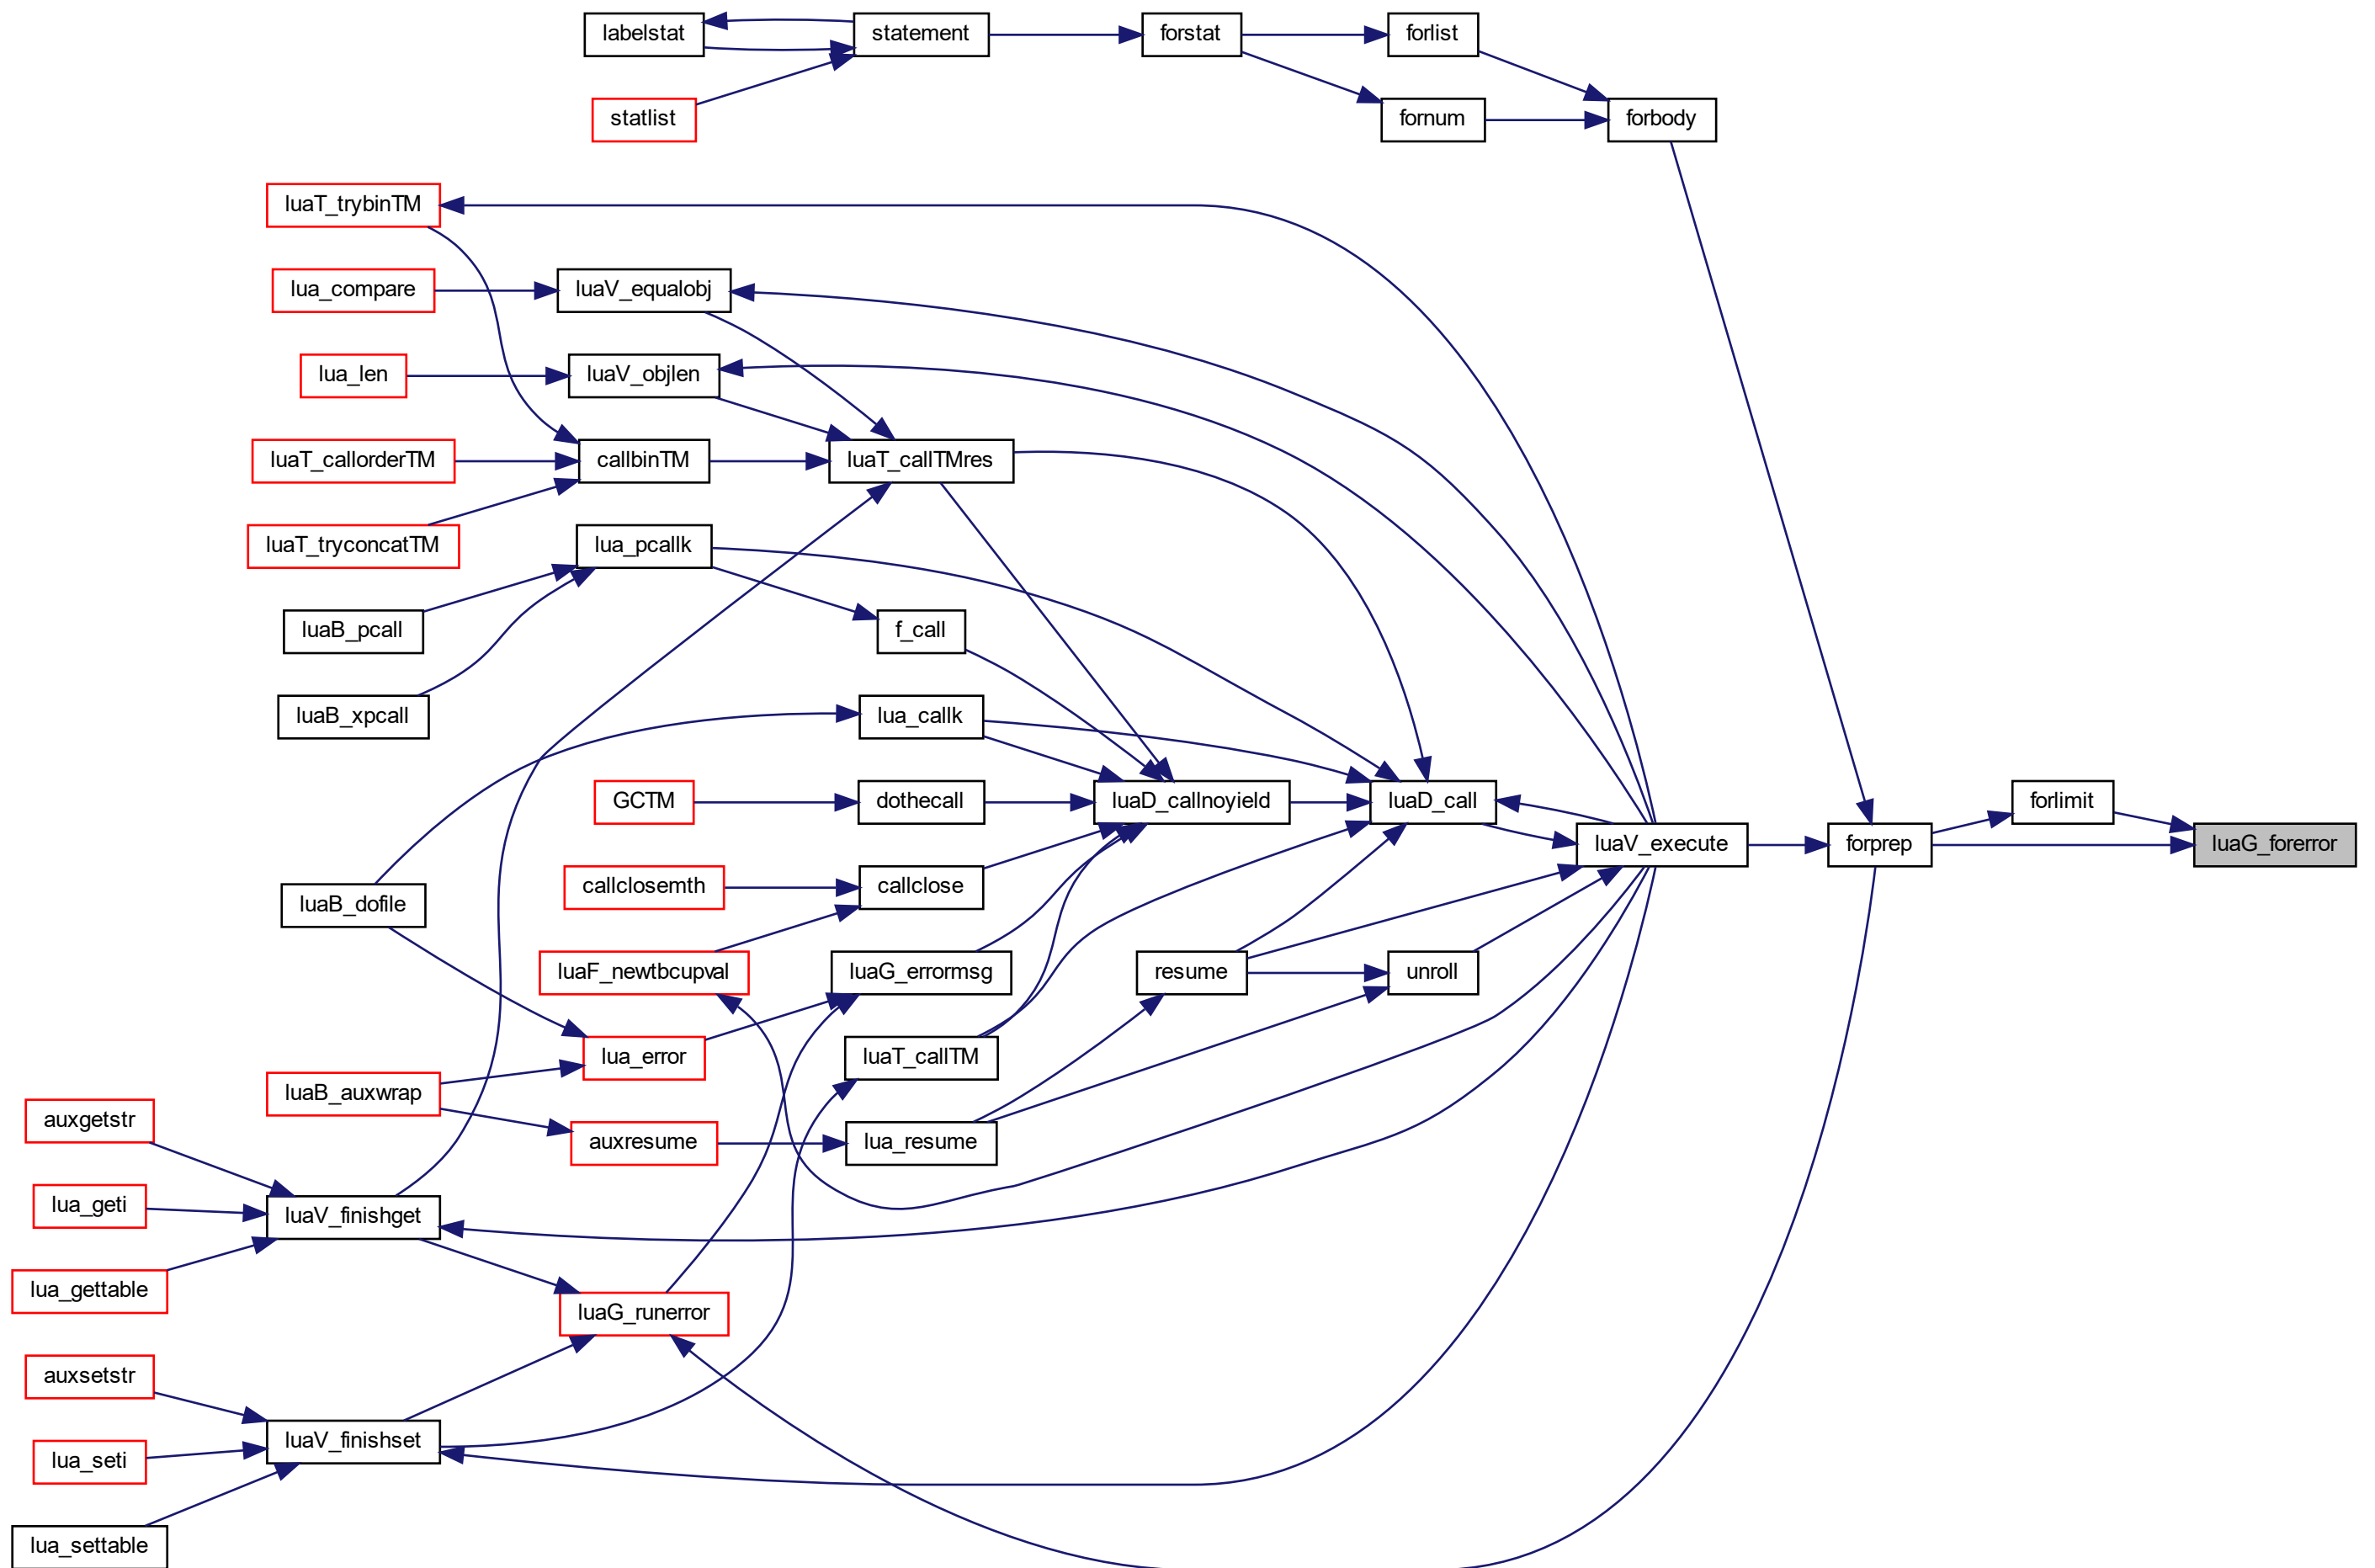 labelstat
statement
forstat
forlist
statlist
fornum
forbody
luaT_trybinTM
lua_compare
luaV_equalobj
lua_len
luaV_objlen
luaT_callorderTM
callbinTM
luaT_callTMres
luaT_tryconcatTM
lua_pcallk
luaB_pcall
f_call
luaB_xpcall
lua_callk
GCTM
dothecall
luaD_callnoyield
luaD_call
forlimit
luaV_execute
forprep
luaG_forerror
callclosemth
callclose
luaB_dofile
luaF_newtbcupval
luaG_errormsg
resume
unroll
lua_error
luaT_callTM
luaB_auxwrap
auxgetstr
auxresume
lua_resume
lua_geti
luaV_finishget
lua_gettable
luaG_runerror
auxsetstr
luaV_finishset
lua_seti
lua_settable